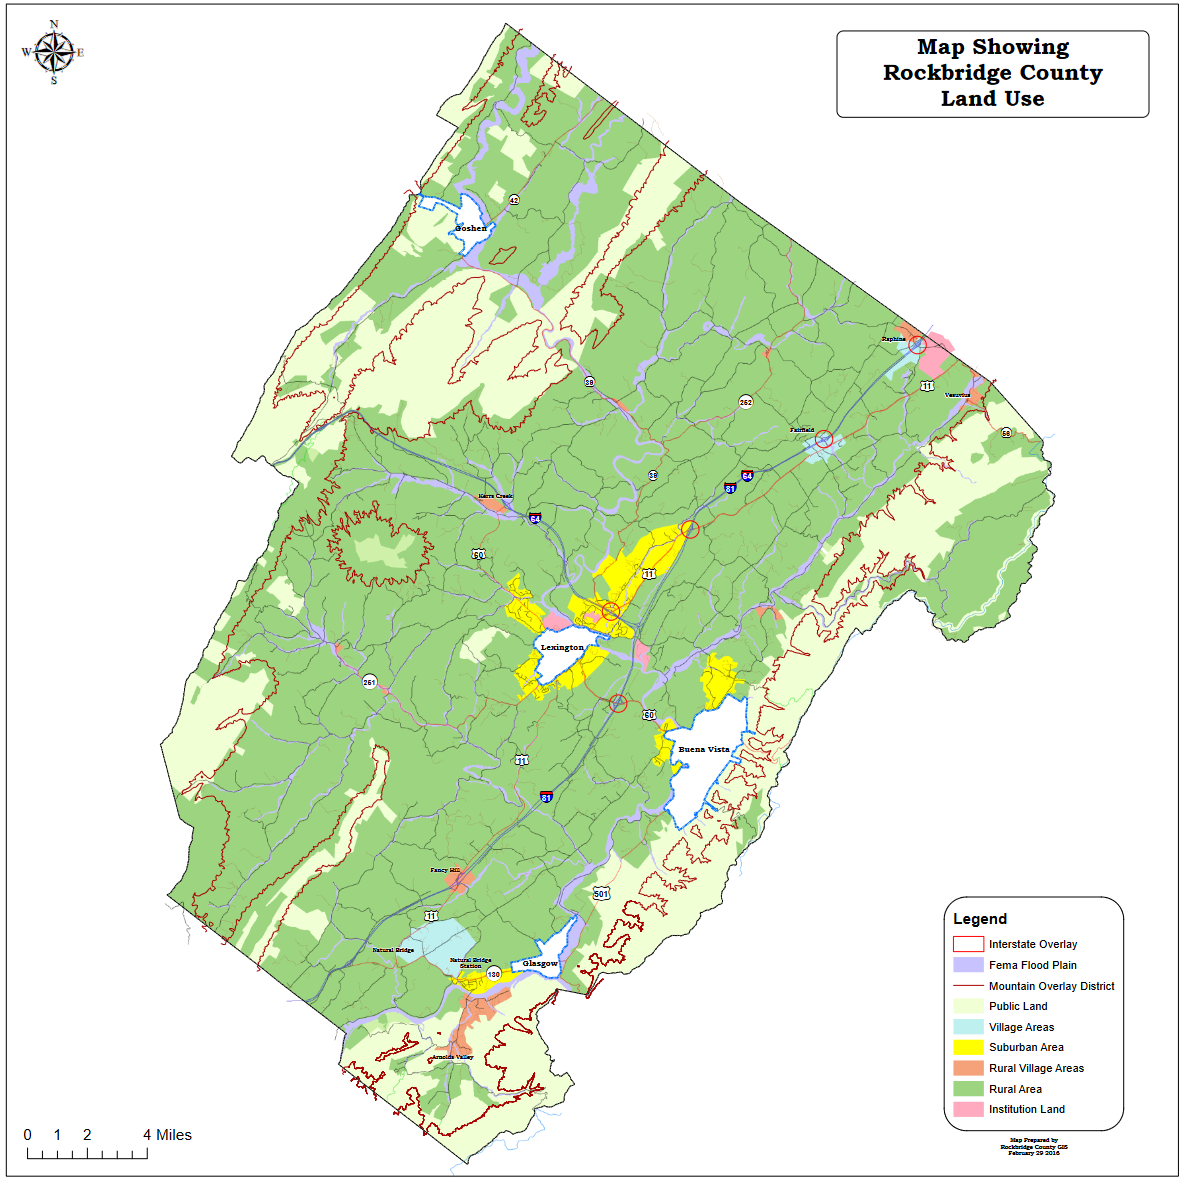 N
W E
S
Map Showing
Rockbridge County
Land Use
Goshen
42
Raphine
11
Vesuvius
39
252
56
Fairfield
39
64
81
Kerrs Creek
64
60
11
Lexington
251
60
Buena Vista
11
81
Fancy Hill
501
11
Natural Bridge
Natural Bridge
Station
130
Glasgow
Arnolds Valley
Legend
Interstate Overlay
Fema Flood Plain
Mountain Overlay District
Public Land
Village Areas
Suburban Area
Rural Village Areas
Rural Area
Institution Land
0 1 2 4 Miles
Map Prepared by
Rockbridge County GIS
February 29 2016